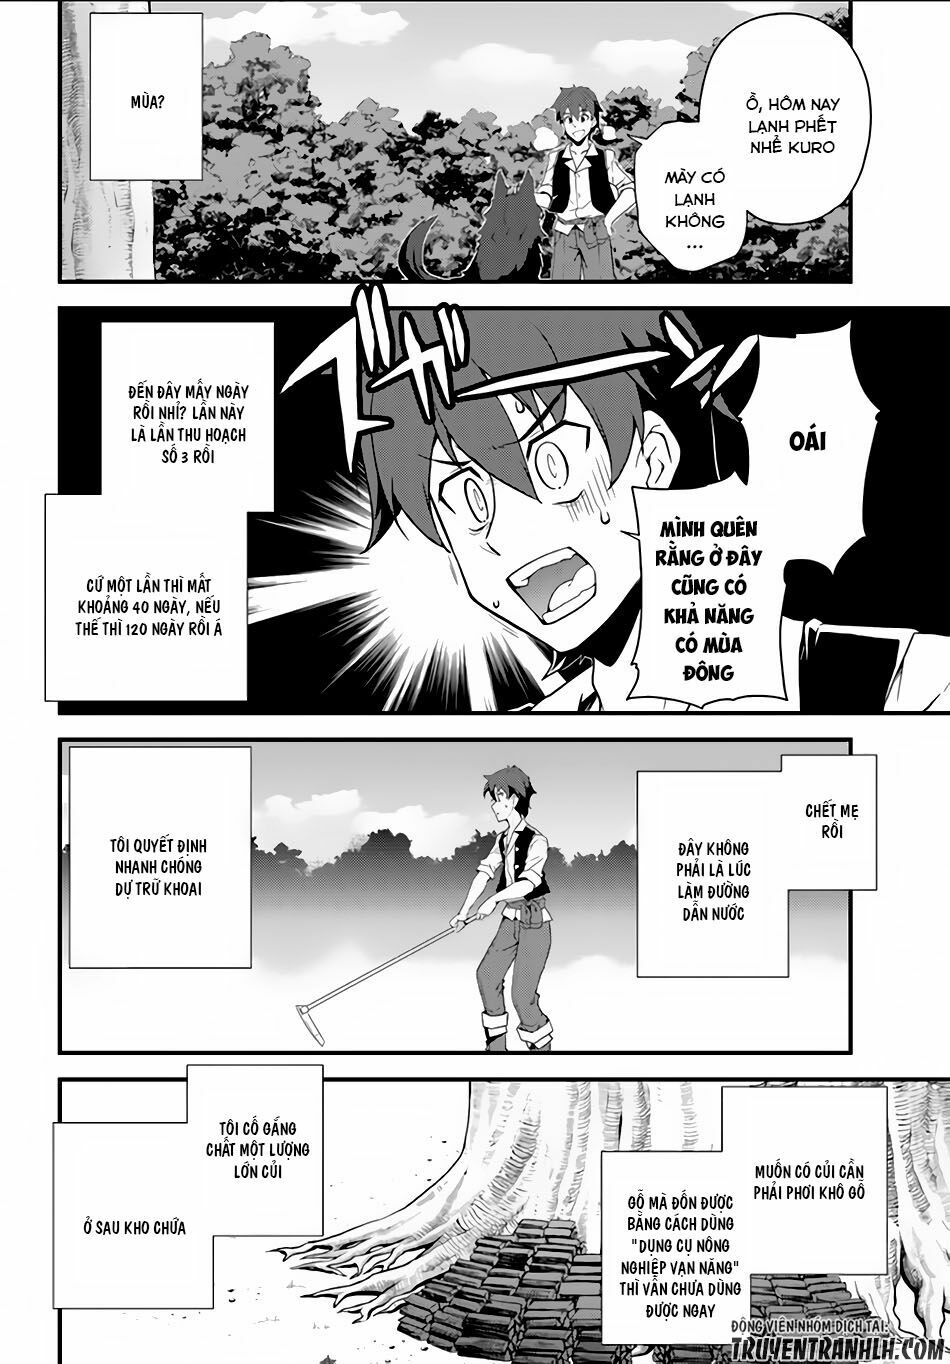 Ồ, HÔM NAY
LẠNH PHẾT
NHỂ KURO
MÀY CÓ
LẠNH
KHÔNG
...
MÙA?
OÁI
MÌNH QUÊN
RẰNG Ở ĐÂY
CŨNG CÓ
KHẢ NĂNG
CÓ MÙA
ĐÔNG
ĐẾN ĐÂY MẤY NGÀY
RỒI NHỈ? LẦN NÀY
LÀ LẦN THU HOẠCH
SỐ 3 RỒI
CỨ MỘT LẦN THÌ MẤT
KHOẢNG 40 NGÀY, NẾU
THẾ THÌ 120 NGÀY RỒI Á
CHẾT MẸ
RỒI
ĐÂY KHÔNG
PHẢI LÀ LÚC
LÀM ĐƯỜNG
DẪN NƯỚC
TÔI QUYẾT ĐỊNH
NHANH CHÓNG
DỰ TRỮ KHOAI
MUỐN CÓ CỦI CẦN
PHẢI PHƠI KHÔ GỖ
GỖ MÀ ĐỐN ĐƯỢC
BẰNG CÁCH DÙNG
"DỤNG CỤ NÔNG
NGHIỆP VẠN NĂNG"
THÌ VẪN CHƯA DÙNG
ĐƯỢC NGAY
TÔI CỐ GẮNG
CHẤT MỘT LƯỢNG
LỚN CỦI
Ở SAU KHO CHỨA
ĐỘNG VIÊN NHÓM DỊCH TẠI:
TRUYENTRANHLH.COM